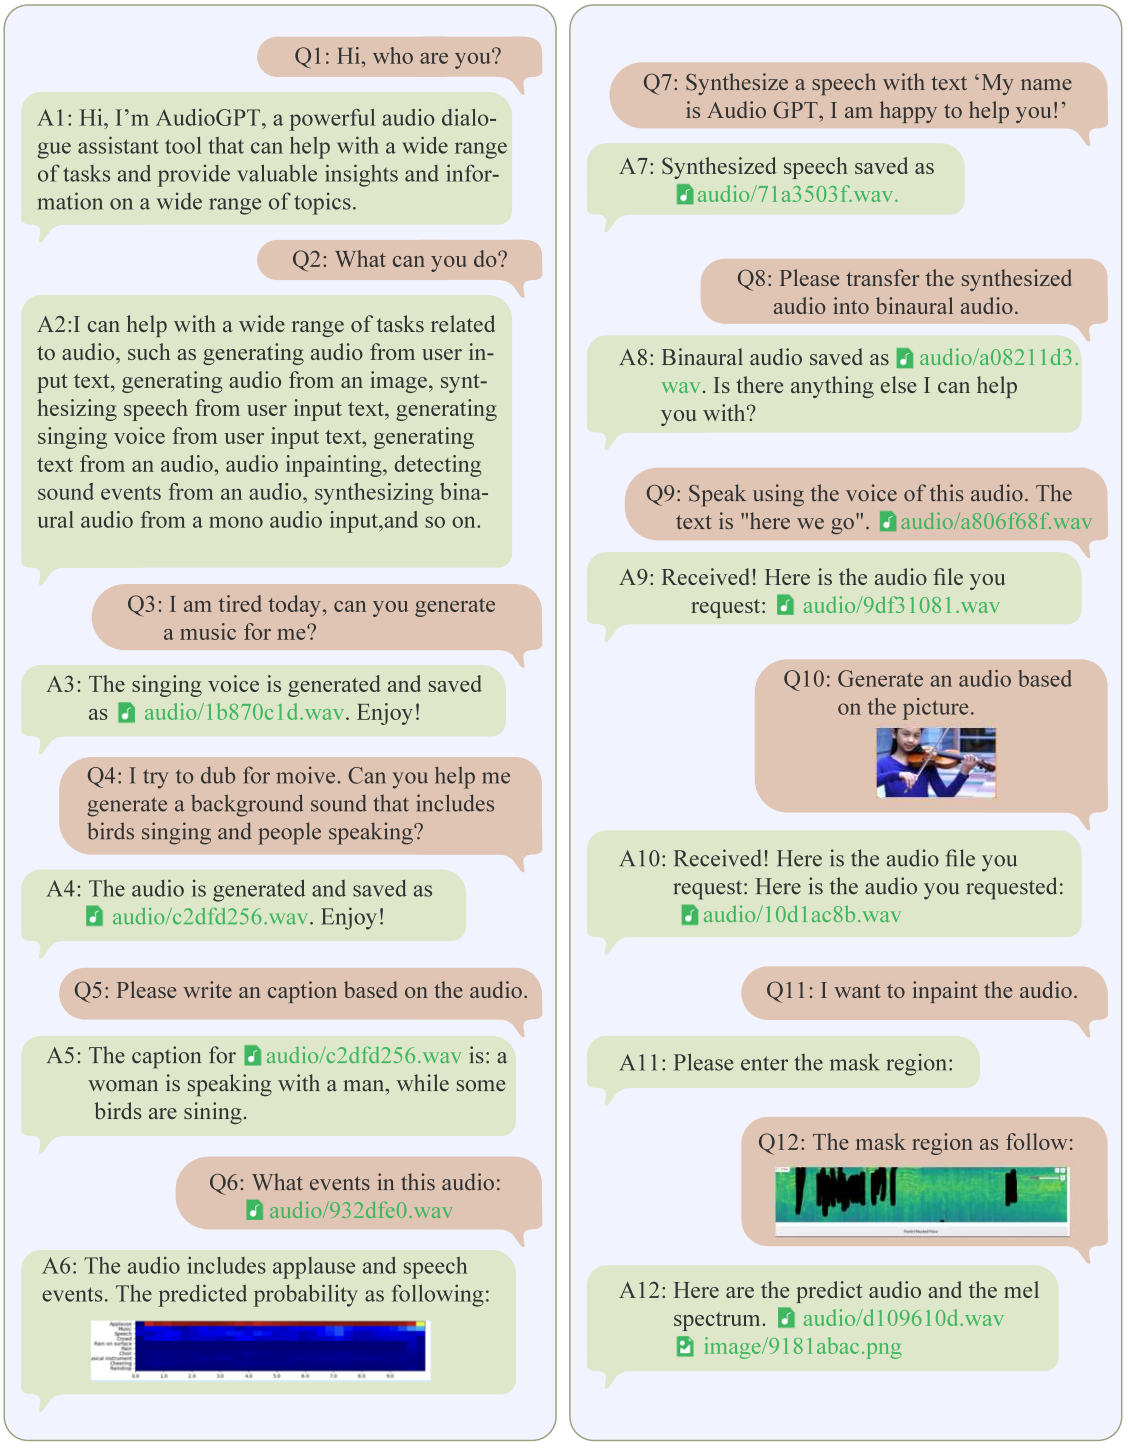 Q1: Hi, who are you?
A1: Hi, I'm AudioGPT, a powerful audio dialo-
gue assistant tool that can help with a wide range
of tasks and provide valuable insights and infor-
mation on a wide range of topics.
Q2: What can you do?
A2:I can help with a wide range of tasks related
to audio, such as generating audio from user in-
put text, generating audio from an image, synt-
hesizing speech from user input text, generating
singing voice from user input text, generating
text from an audio, audio inpainting, detecting
sound events from an audio, synthesizing bina-
ural audio from a mono audio input,and so on.
Q3: I am tired today, can you generate
a music for me?
A3: The singing voice is generated and saved
as audio/1b870c1d.wav. Enjoy!
Q4: I try to dub for moive. Can you help me
generate a background sound that includes
birds singing and people speaking?
A4: The audio is generated and saved as
audio/c2dfd256.wav. Enjoy!
Q5: Please write an caption based on the audio.
A5: The caption for audio/c2dfd256.wav is: a
woman is speaking with a man, while some
birds are sining.
Q6: What events in this audio:
audio/932dfe0.wav
A6: The audio includes applause and speech
events. The predicted probability as following:
Applause
Music
Speech
Crowd
Rain on surface
Rain
Choir
usical instrument
Cheering
Raindrop
0.0 1.0 2.0 3.0 4.0 5.0 6.0 7.0 8.0 9.0
Q7: Synthesize a speech with text ‘My name
is Audio GPT, I am happy to help you!’
A7: Synthesized speech saved as
audio/71a3503f.wav.
Q8: Please transfer the synthesized
audio into binaural audio.
A8: Binaural audio saved as audio/a08211d3.
wav. Is there anything else I can help
you with?
Q9: Speak using the voice of this audio. The
text is "here we go". audio/a806f68f.wav
A9: Received! Here is the audio file you
request: audio/9df31081.wav
Q10: Generate an audio based
on the picture.
A10: Received! Here is the audio file you
request: Here is the audio you requested:
audio/10d1ac8b.wav
Q11: I want to inpaint the audio.
A11: Please enter the mask region:
Q12: The mask region as follow:
Predict Masked Place
A12: Here are the predict audio and the mel
spectrum. audio/d109610d.wav
image/9181abac.png